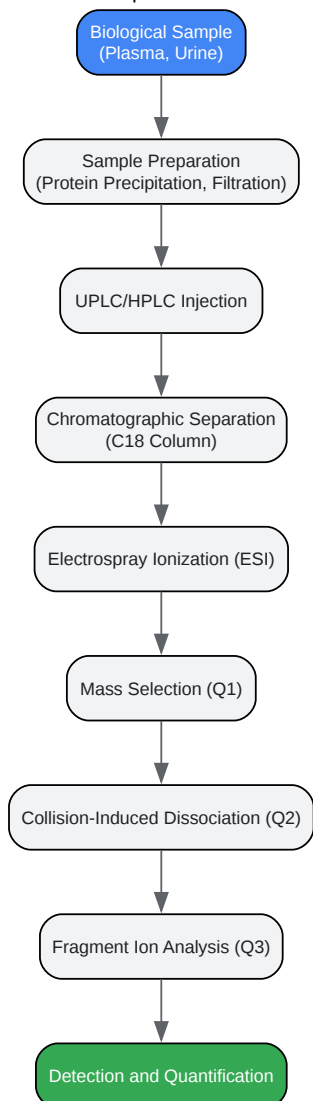 Biological Sample
(Plasma, Urine)
Sample Preparation
(Protein Precipitation, Filtration)
UPLC/HPLC Injection
Chromatographic Separation
(C18 Column)
Electrospray Ionization (ESI)
Mass Selection (Q1)
Collision-Induced Dissociation (Q2)
Fragment Ion Analysis (Q3)
Detection and Quantification